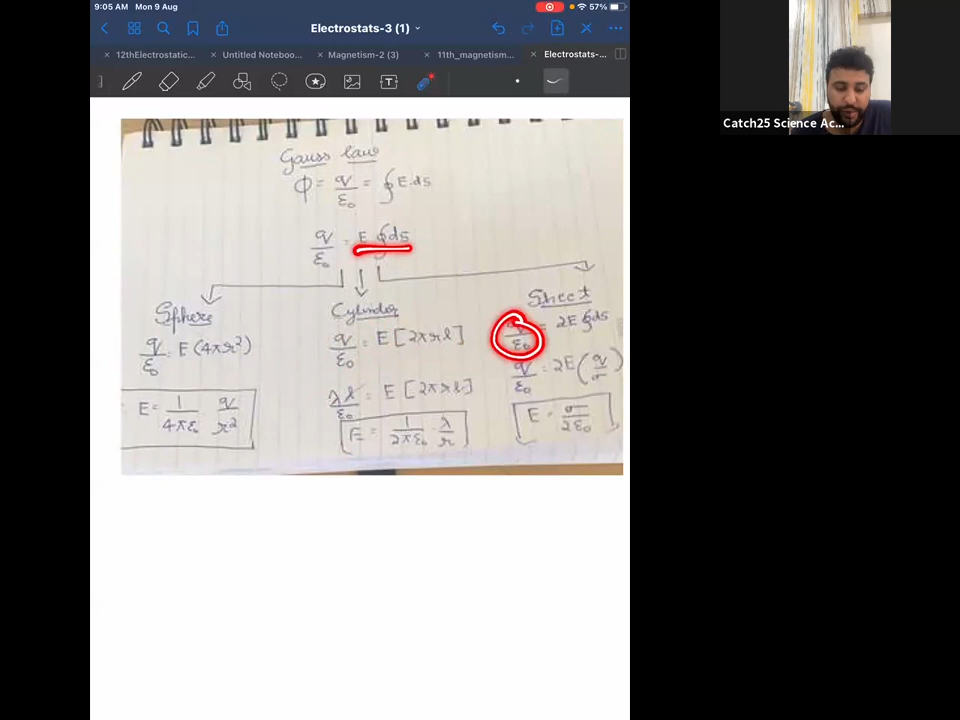 9:05 AM Mon 9 Aug
57%
Electrostats-3 (1)
12thElectrostatic...
Untitled Noteboo...
Magnetism-2 (3)
11th_magnetism...
Electrostats-...
Catch25 Science Ac...
Gauss law
Φ = q/ε₀ = ∮ E.ds
q/ε₀ = E ∮ ds
Sphere
q/ε₀ = E (4πr²)
E = 1/4πε₀ q/r²
Cylinder
q/ε₀ = E [2πrl]
λl/ε₀ = E [2πrl]
E = 1/2πε₀ · λ/r
Sheet
q/ε₀ = 2E ∮ ds
q/ε₀ = 2E (q/σ)
E = σ/2ε₀